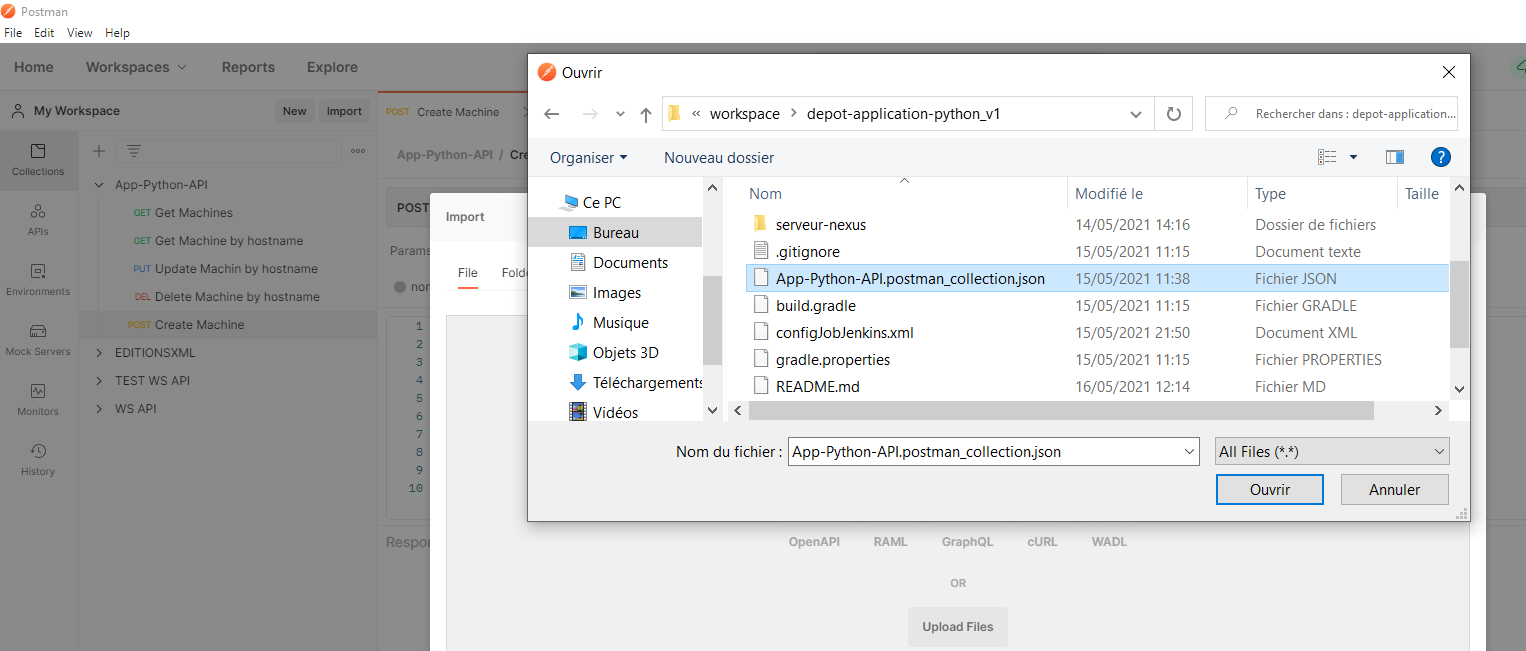 Postman
File Edit View Help
Home Workspaces Reports Explore
My Workspace New Import
POST Create Machine
Collections
APIs
Environments
Mock Servers
Monitors
History
App-Python-API
GET Get Machines
GET Get Machine by hostname
PUT Update Machin by hostname
DEL Delete Machine by hostname
POST Create Machine
EDITIONSXML
TEST WS API
WS API
App-Python-API / Cre
POST
Params
non
1
2
3
4
5
6
7
8
9
10
Respon
Import
File Folde
Ouvrir
« workspace > depot-application-python_v1
Rechercher dans : depot-application...
Organiser Nouveau dossier
?
Ce PC
Bureau
Documents
Images
Musique
Objets 3D
Téléchargements
Vidéos
Nom Modifié le Type Taille
serveur-nexus 14/05/2021 14:16 Dossier de fichiers
.gitignore 15/05/2021 11:15 Document texte
App-Python-API.postman_collection.json 15/05/2021 11:38 Fichier JSON
build.gradle 15/05/2021 11:15 Fichier GRADLE
configJobJenkins.xml 15/05/2021 21:50 Document XML
gradle.properties 15/05/2021 11:15 Fichier PROPERTIES
README.md 16/05/2021 12:14 Fichier MD
Nom du fichier : App-Python-API.postman_collection.json All Files (*.*)
Ouvrir Annuler
OpenAPI RAML GraphQL cURL WADL
OR
Upload Files